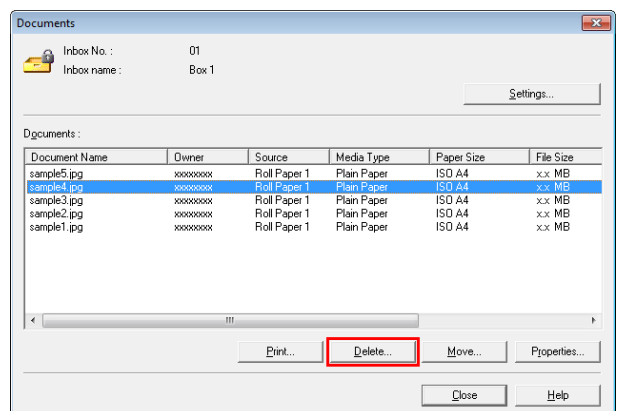 Documents
Inbox No. : 01
Inbox name : Box 1
Settings...
Documents :
Document Name Owner Source Media Type Paper Size File Size
sample5.jpg xxxxxxxx Roll Paper 1 Plain Paper ISO A4 x.x MB
sample4.jpg xxxxxxxx Roll Paper 1 Plain Paper ISO A4 x.x MB
sample3.jpg xxxxxxxx Roll Paper 1 Plain Paper ISO A4 x.x MB
sample2.jpg xxxxxxxx Roll Paper 1 Plain Paper ISO A4 x.x MB
sample1.jpg xxxxxxxx Roll Paper 1 Plain Paper ISO A4 x.x MB
Print... Delete... Move... Properties...
Close Help